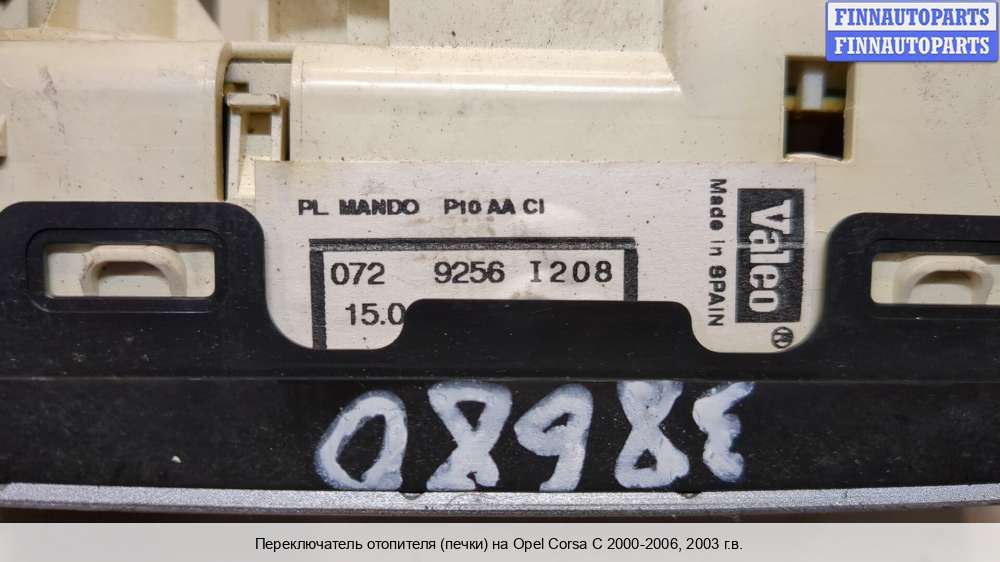 FINNAUTOPARTS
FINNAUTOPARTS
PL. MANDO P10 AA CI
072 9256 I208
15.0
Valeo ®
Made in SPAIN
Переключатель отопителя (печки) на Opel Corsa C 2000-2006, 2003 г.в.